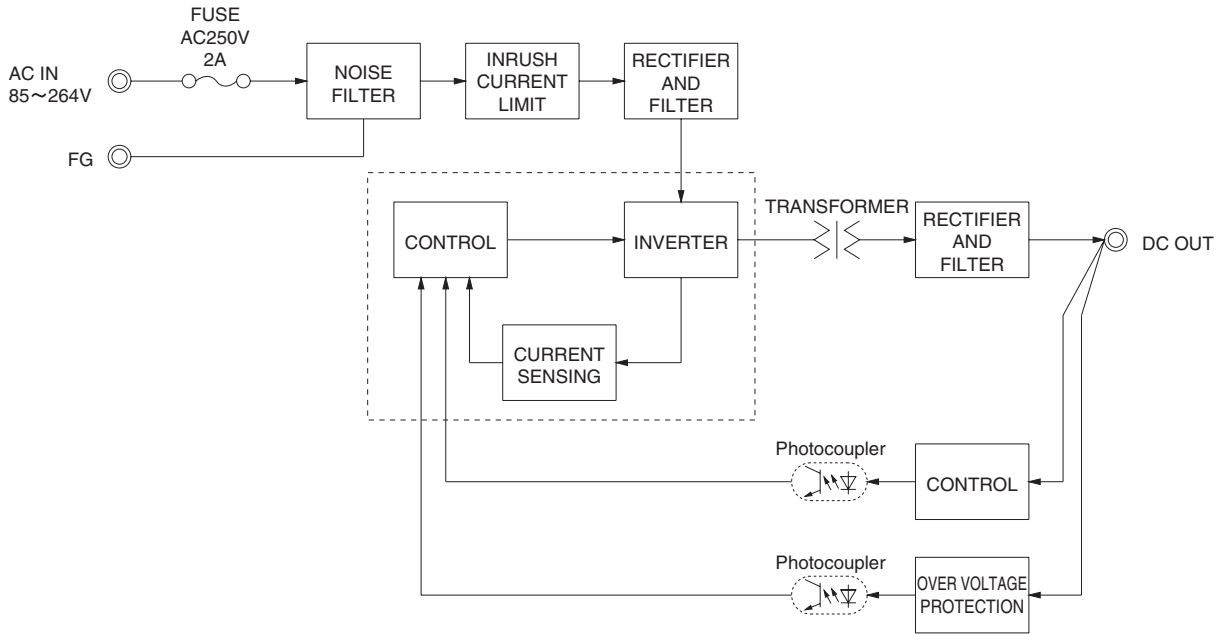 FUSE
AC250V
2A
AC IN
85～264V
NOISE
FILTER
INRUSH
CURRENT
LIMIT
RECTIFIER
AND
FILTER
FG
CONTROL
INVERTER
TRANSFORMER
RECTIFIER
AND
FILTER
DC OUT
CURRENT
SENSING
Photocoupler
CONTROL
Photocoupler
OVER VOLTAGE
PROTECTION